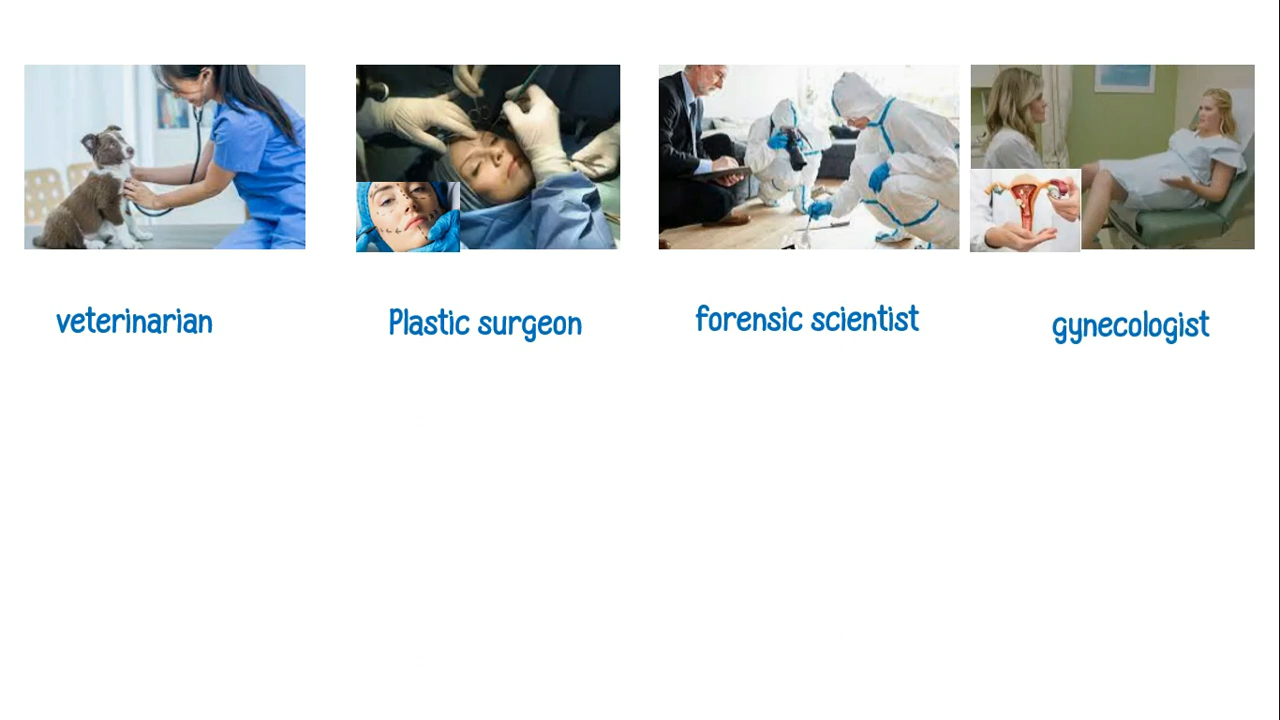 veterinarian
Plastic surgeon
forensic scientist
gynecologist